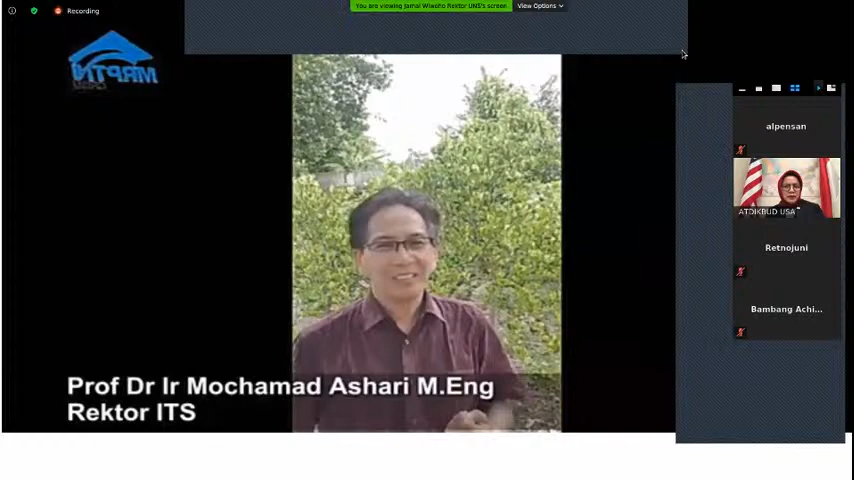 Recording
You are viewing Jamal Wiwoho Rektor UNS's screen
View Options
MRPTNI
alpensan
ATDIKBUD USA
Retnojuni
Bambang Achi...
Prof Dr Ir Mochamad Ashari M.Eng
Rektor ITS